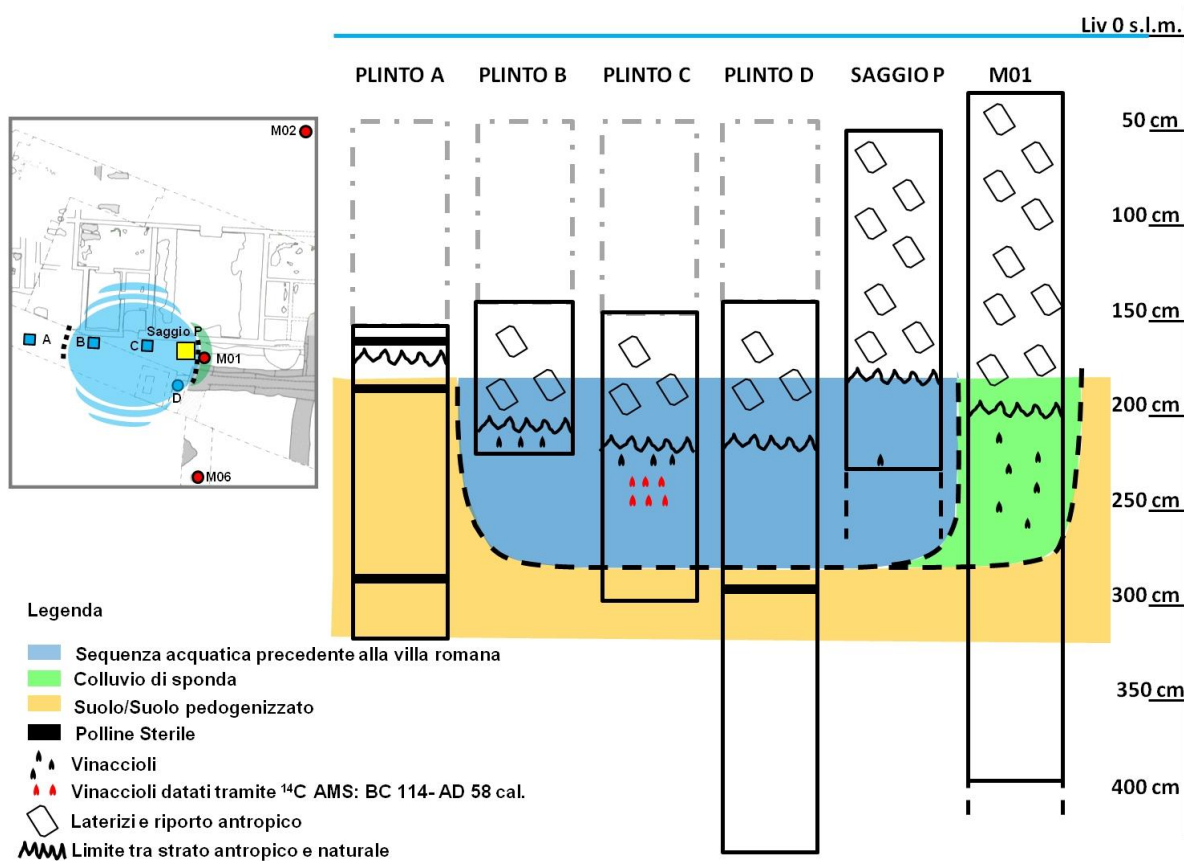 Liv 0 s.l.m.
PLINTO A PLINTO B PLINTO C PLINTO D SAGGIO P M01
50 cm
100 cm
150 cm
200 cm
250 cm
300 cm
350 cm
400 cm
M02
Saggio P
A B C M01
D
M06
Legenda
Sequenza acquatica precedente alla villa romana
Colluvio di sponda
Suolo/Suolo pedogenizzato
Polline Sterile
Vinaccioli
Vinaccioli datati tramite ¹⁴C AMS: BC 114- AD 58 cal.
Laterizi e riporto antropico
Limite tra strato antropico e naturale